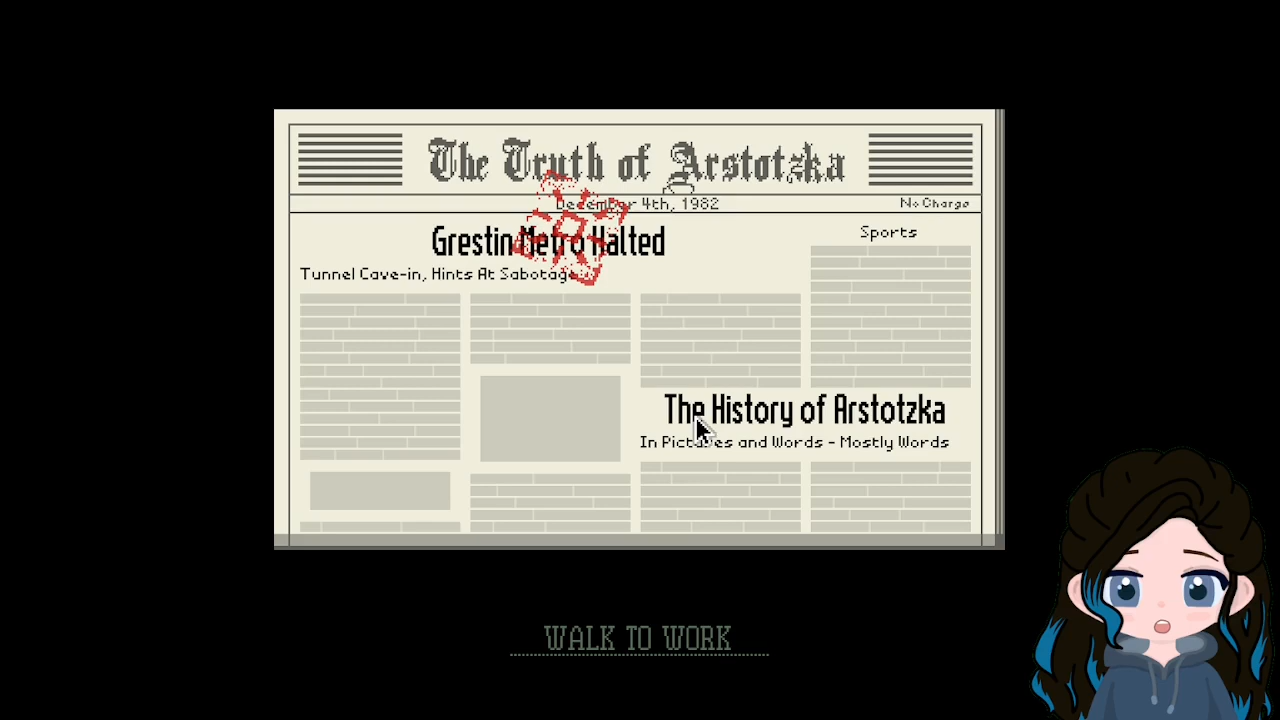 The Truth of Arstotzka
December 4th, 1982
No Charge
Grestin Metro Halted
Tunnel Cave-in, Hints At Sabotage
Sports
The History of Arstotzka
In Pictures and Words - Mostly Words
WALK TO WORK